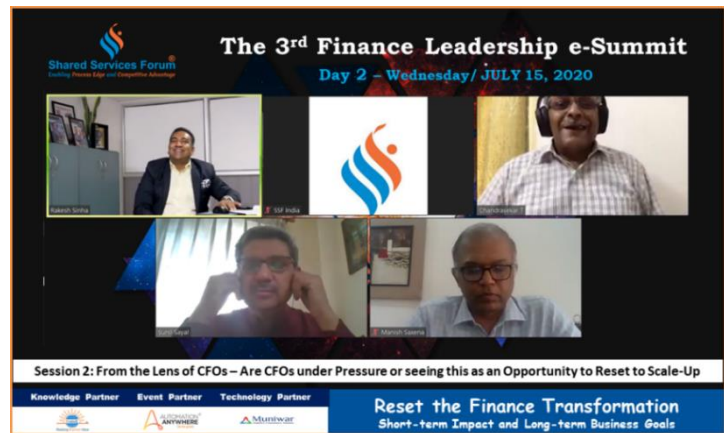 Shared Services Forum®
Enabling Process Edge and Competitive Advantage
The 3rd Finance Leadership e-Summit
Day 2 – Wednesday/ JULY 15, 2020
Rakesh Sinha
SSF India
Sunil Sayal
Manish Saxena
Session 2: From the Lens of CFOs – Are CFOs under Pressure or seeing this as an Opportunity to Reset to Scale-Up
Knowledge Partner Event Partner Technology Partner
AUTOMATION
ANYWHERE
Muniwar
Reset the Finance Transformation
Short-term Impact and Long-term Business Goals